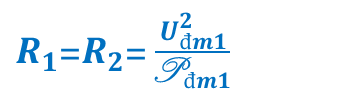 R₁=R₂= U²đm1 / 𝒫đm1